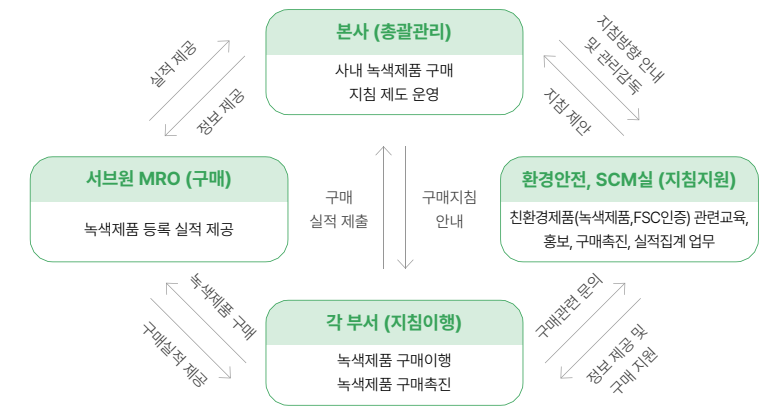 본사 (총괄관리)
사내 녹색제품 구매
지침 제도 운영
실적 제공
정보 제공
지침방향 안내
및 관리감독
지침 제안
서브원 MRO (구매)
녹색제품 등록 실적 제공
구매
실적 제출
구매지침
안내
환경안전, SCM실 (지침지원)
친환경제품(녹색제품,FSC인증) 관련교육,
홍보, 구매촉진, 실적집계 업무
녹색제품 구매
구매실적 제공
각 부서 (지침이행)
녹색제품 구매이행
녹색제품 구매촉진
구매관련 문의
정보 제공 및
구매 지원